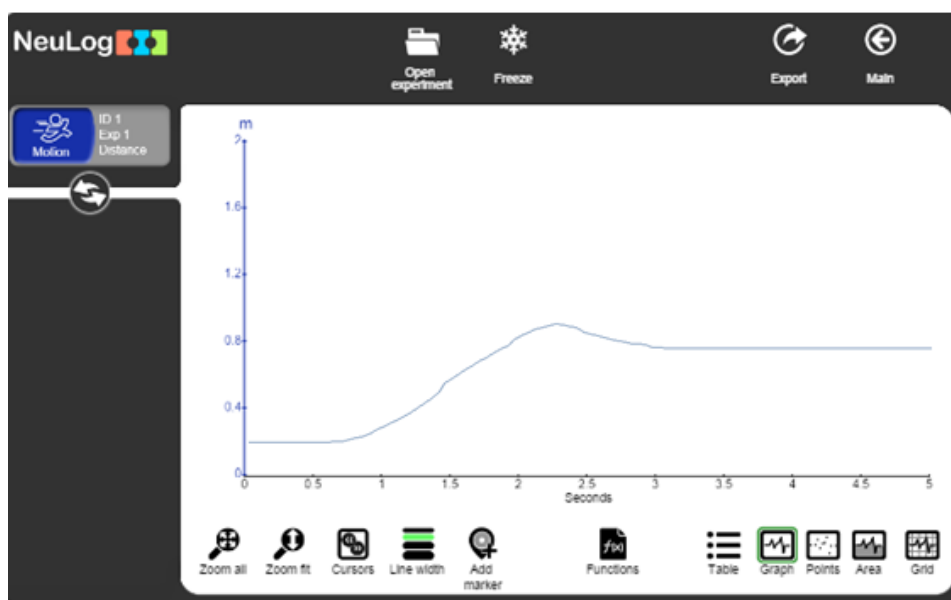 NeuLog
Open
experiment
Freeze
Export
Main
Motion
ID 1
Exp 1
Distance
m
2
1.6
1.2
0.8
0.4
0
0 0.5 1 1.5 2 2.5 3 3.5 4 4.5 5
Seconds
Zoom all
Zoom fit
Cursors
Line width
Add
marker
f(x)
Functions
Table
Graph
Points
Area
Grid